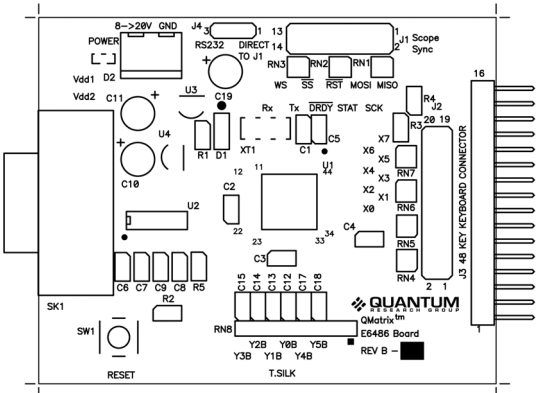 8->20V GND
J4
3 1
RS232 DIRECT
TO J1
13 1
14 2
J1 Scope
Sync
POWER
D2
Vdd1
Vdd2
RN3 RN2 RN1
WS SS RST MOSI MISO
16
C11
U3
C19
Rx Tx DRDY STAT SCK
R4
J2
20 19
R3
U4
R1 D1
XT1
C1 C5
X7
X6
X5
X4
X3
X2
X1
X0
RN7
C10
U1
12 11 44
C2
22
23 33 34
RN6
U2
C4
RN5
C3
RN4
J3 48 KEY KEYBOARD CONNECTOR
C6 C7 C9 C8 R5
2 1
SK1
R2
C15 C14 C13 C12 C17 C18
QUANTUM
RESEARCH GROUP
QMatrix™
E6486 Board
REV B -
1
SW1
RN8
Y2B Y0B Y5B
Y3B Y1B Y4B
RESET
T.SILK